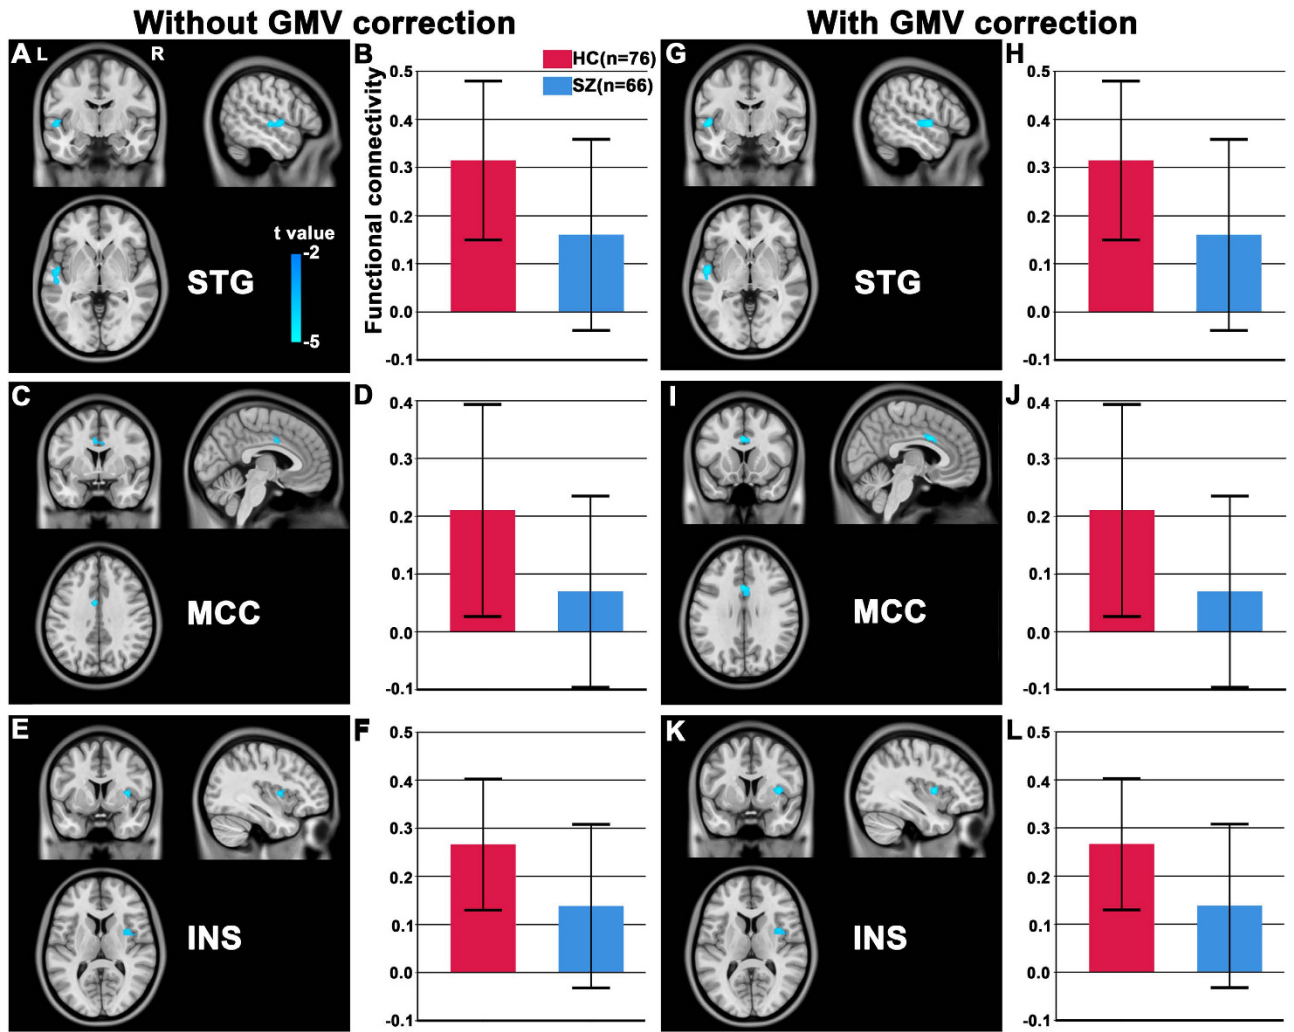 Without GMV correction
With GMV correction
A L R
t value
-2
-5
STG
B
HC(n=76)
SZ(n=66)
Functional connectivity
0.5
0.4
0.3
0.2
0.1
0.0
-0.1
G
STG
H
0.5
0.4
0.3
0.2
0.1
0.0
-0.1
C
MCC
D
0.4
0.3
0.2
0.1
0.0
-0.1
I
MCC
J
0.4
0.3
0.2
0.1
0.0
-0.1
E
INS
F
0.5
0.4
0.3
0.2
0.1
0.0
-0.1
K
INS
L
0.5
0.4
0.3
0.2
0.1
0.0
-0.1